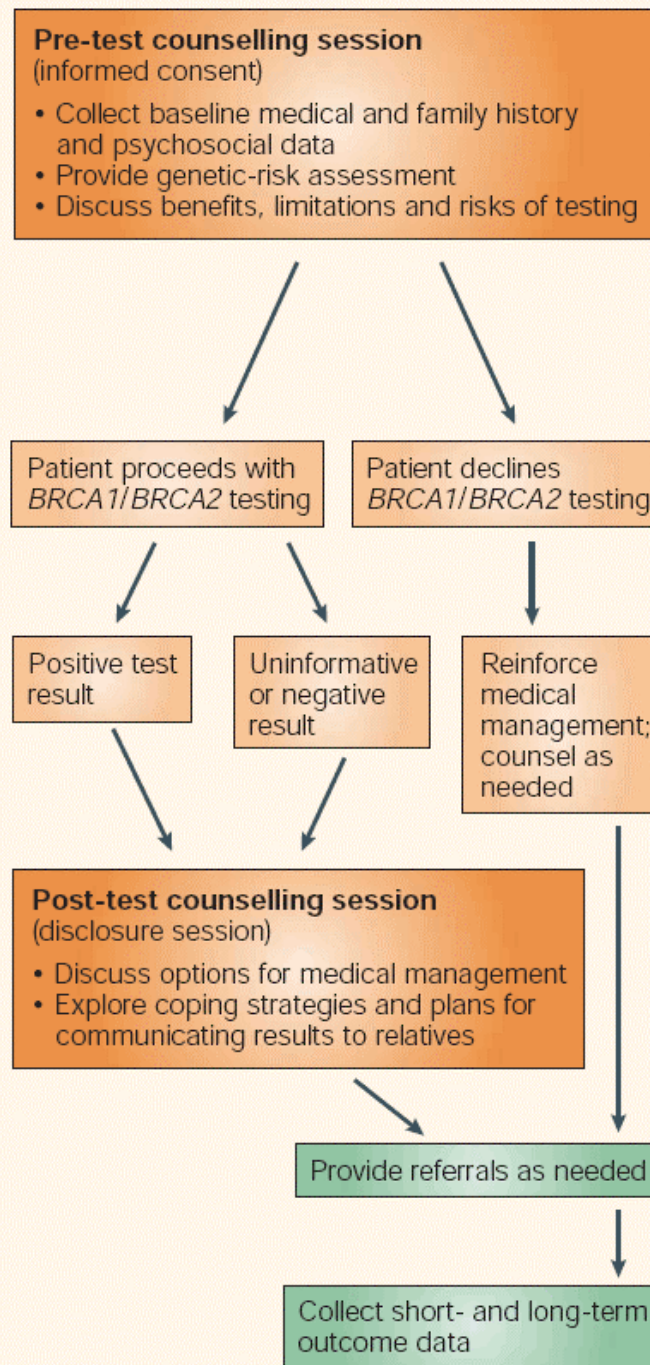 Pre-test counselling session
(informed consent)
• Collect baseline medical and family history
and psychosocial data
• Provide genetic-risk assessment
• Discuss benefits, limitations and risks of testing
Patient proceeds with
BRCA1/BRCA2 testing
Patient declines
BRCA1/BRCA2 testing
Positive test
result
Uninformative
or negative
result
Reinforce
medical
management;
counsel as
needed
Post-test counselling session
(disclosure session)
• Discuss options for medical management
• Explore coping strategies and plans for
communicating results to relatives
Provide referrals as needed
Collect short- and long-term
outcome data